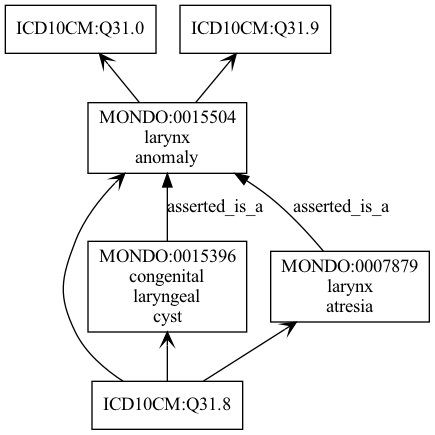 ICD10CM:Q31.0
ICD10CM:Q31.9
MONDO:0015504
larynx
anomaly
asserted_is_a
asserted_is_a
MONDO:0015396
congenital
laryngeal
cyst
MONDO:0007879
larynx
atresia
ICD10CM:Q31.8